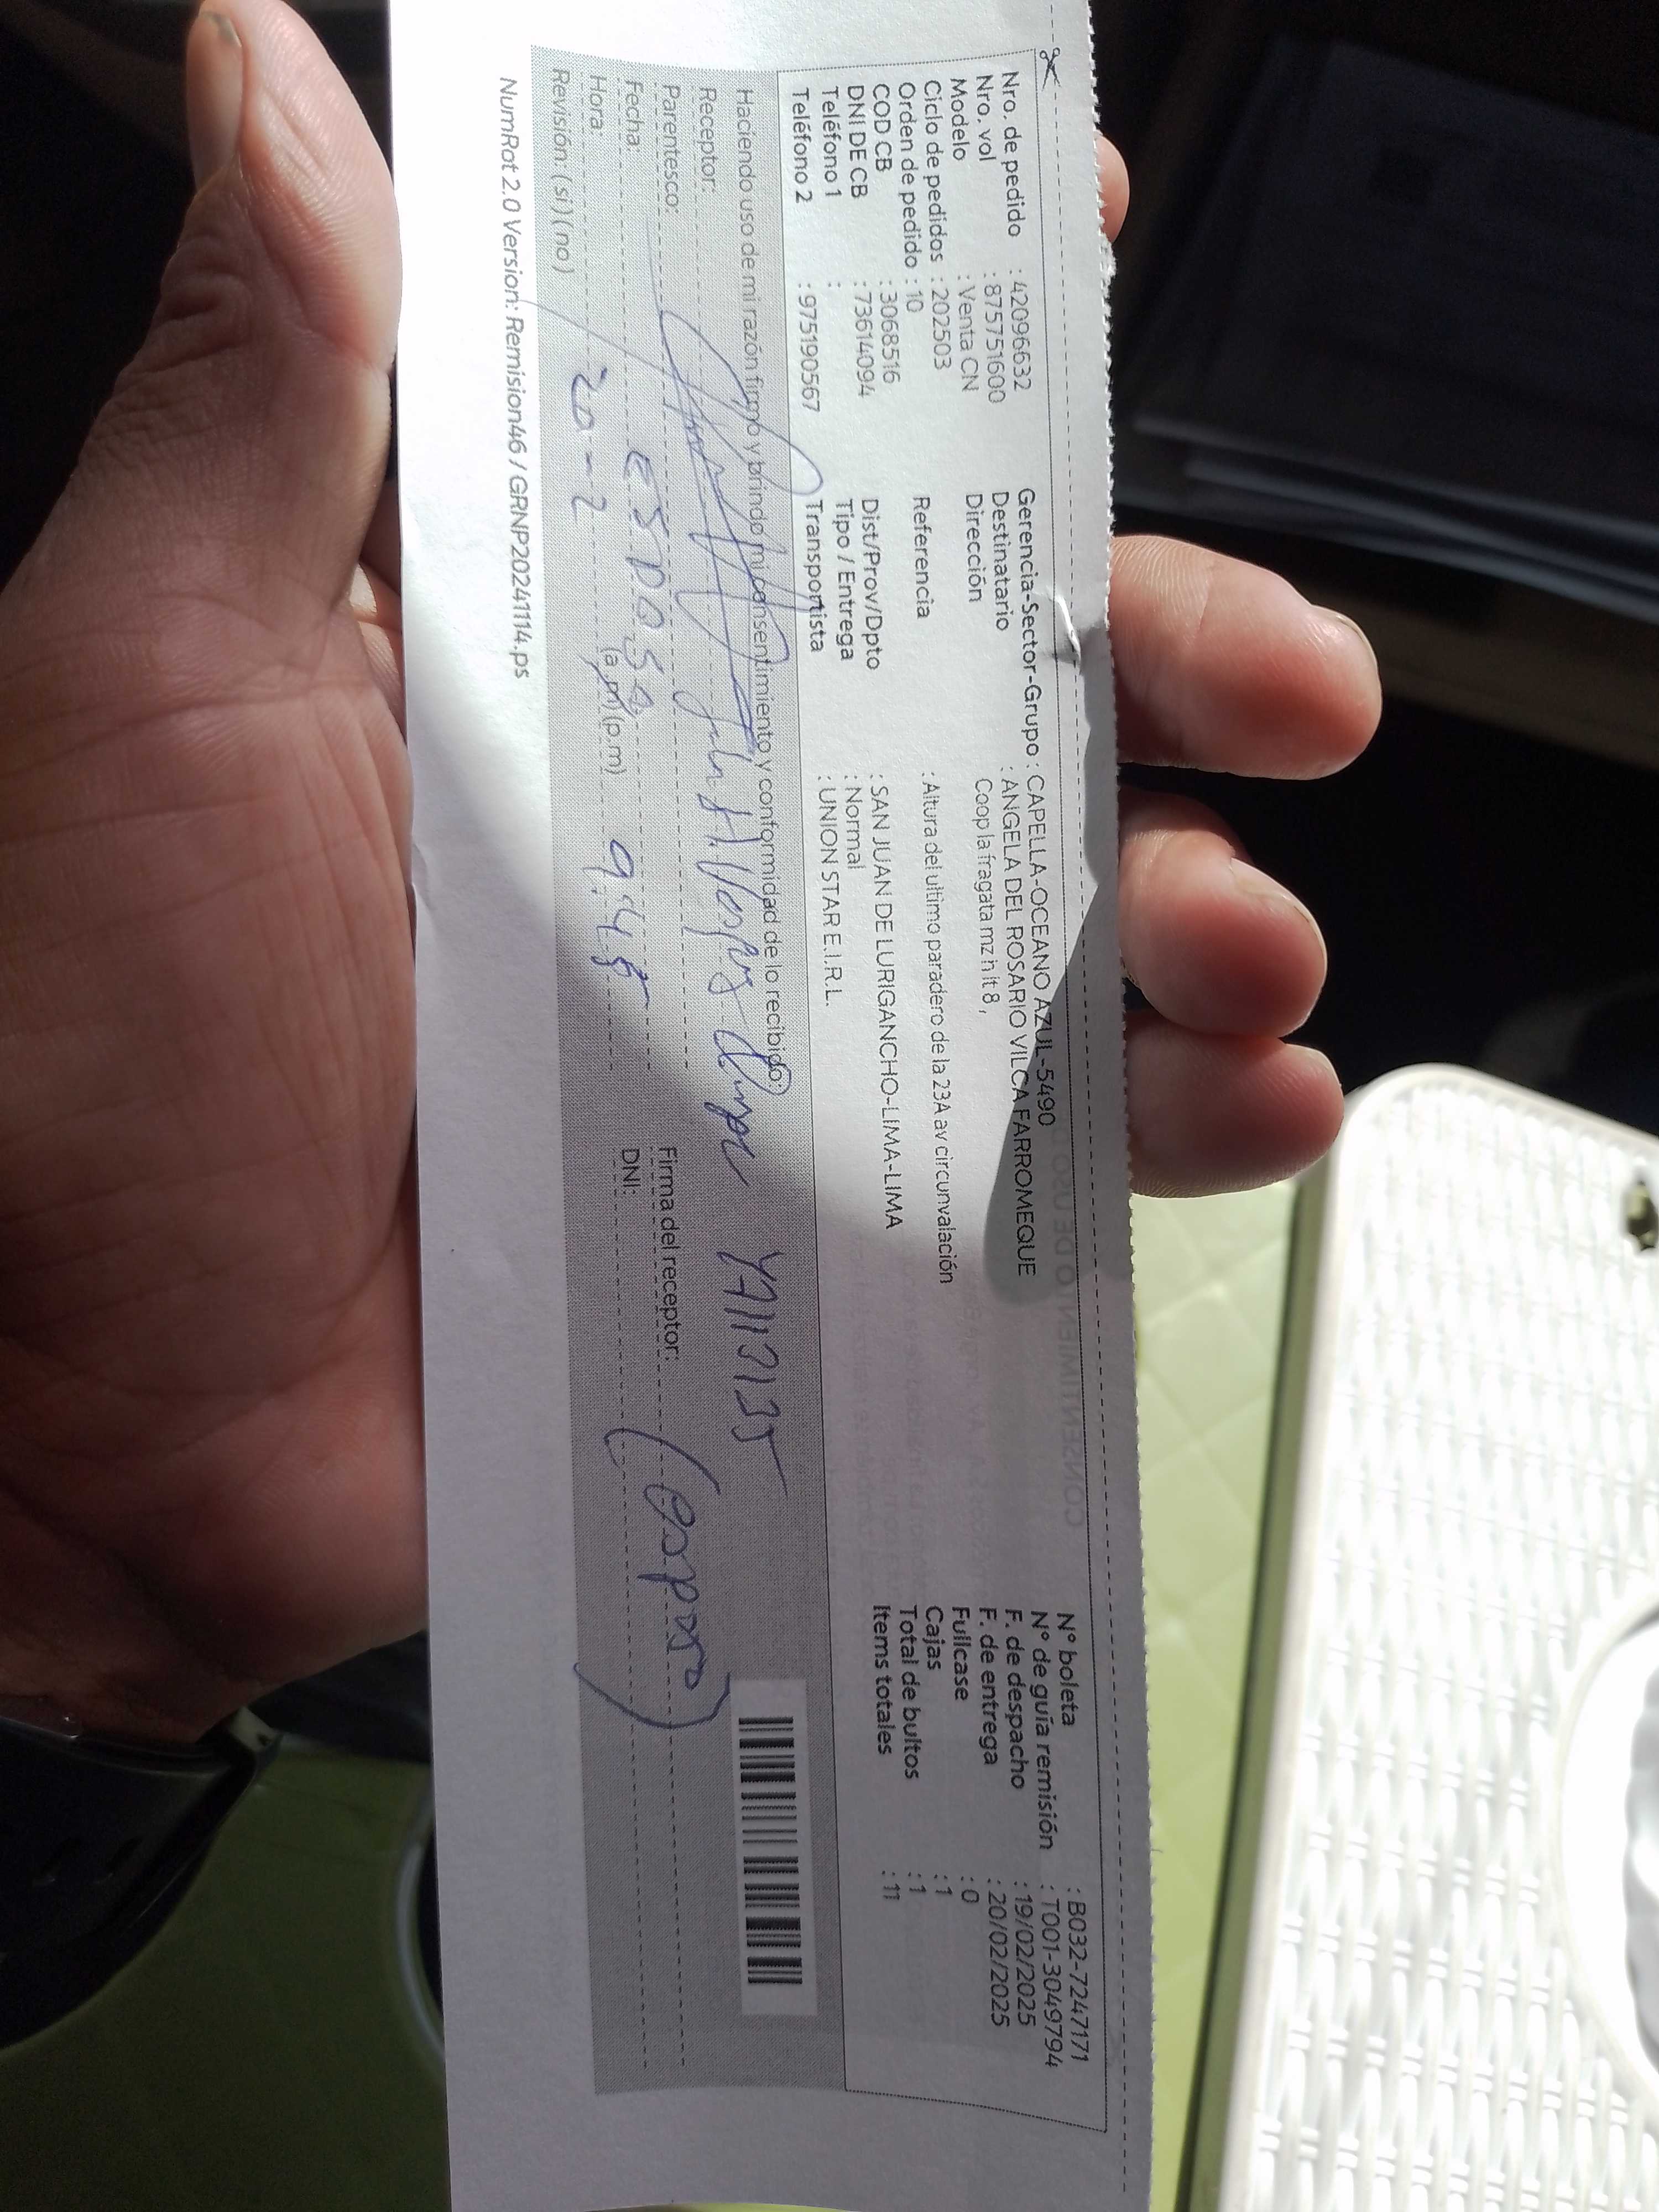 Nro. de pedido : 42096632
Nro. vol : 875751600
Modelo : Venta CN
Ciclo de pedidos : 202503
Orden de pedido : 10
COD CB : 3068516
DNI DE CB : 73614094
Teléfono 1 :
Teléfono 2 : 975190567
Gerencia-Sector-Grupo : CAPELLA-OCEANO AZUL-5490
Destinatario : ANGELA DEL ROSARIO VILCA FARROMEQUE
Dirección Coop la fragata mz h lt 8 ,
Referencia : Altura del ultimo paradero de la 23A av circunvalación
Dist/Prov/Dpto : SAN JUAN DE LURIGANCHO-LIMA-LIMA
Tipo / Entrega : Normal
Transportista : UNION STAR E.I.R.L.
N° boleta : B032-7247171
N° de guía remisión : T001-3049794
F. de despacho : 19/02/2025
F. de entrega : 20/02/2025
Fullcase : 0
Cajas : 1
Total de bultos : 1
Items totales : 11
Haciendo uso de mi razón firmo y brindo mi consentimiento y conformidad de lo recibido:
Receptor:
Parentesco: Firma del receptor:
Fecha: ESPOSA DNI:
Hora: 20-2 (a.m) (p.m) 9:45
(esposo)
Revisión: ( si ) ( no )
NumRot 2.0 Version: Remision46 / GRNP20241114.ps